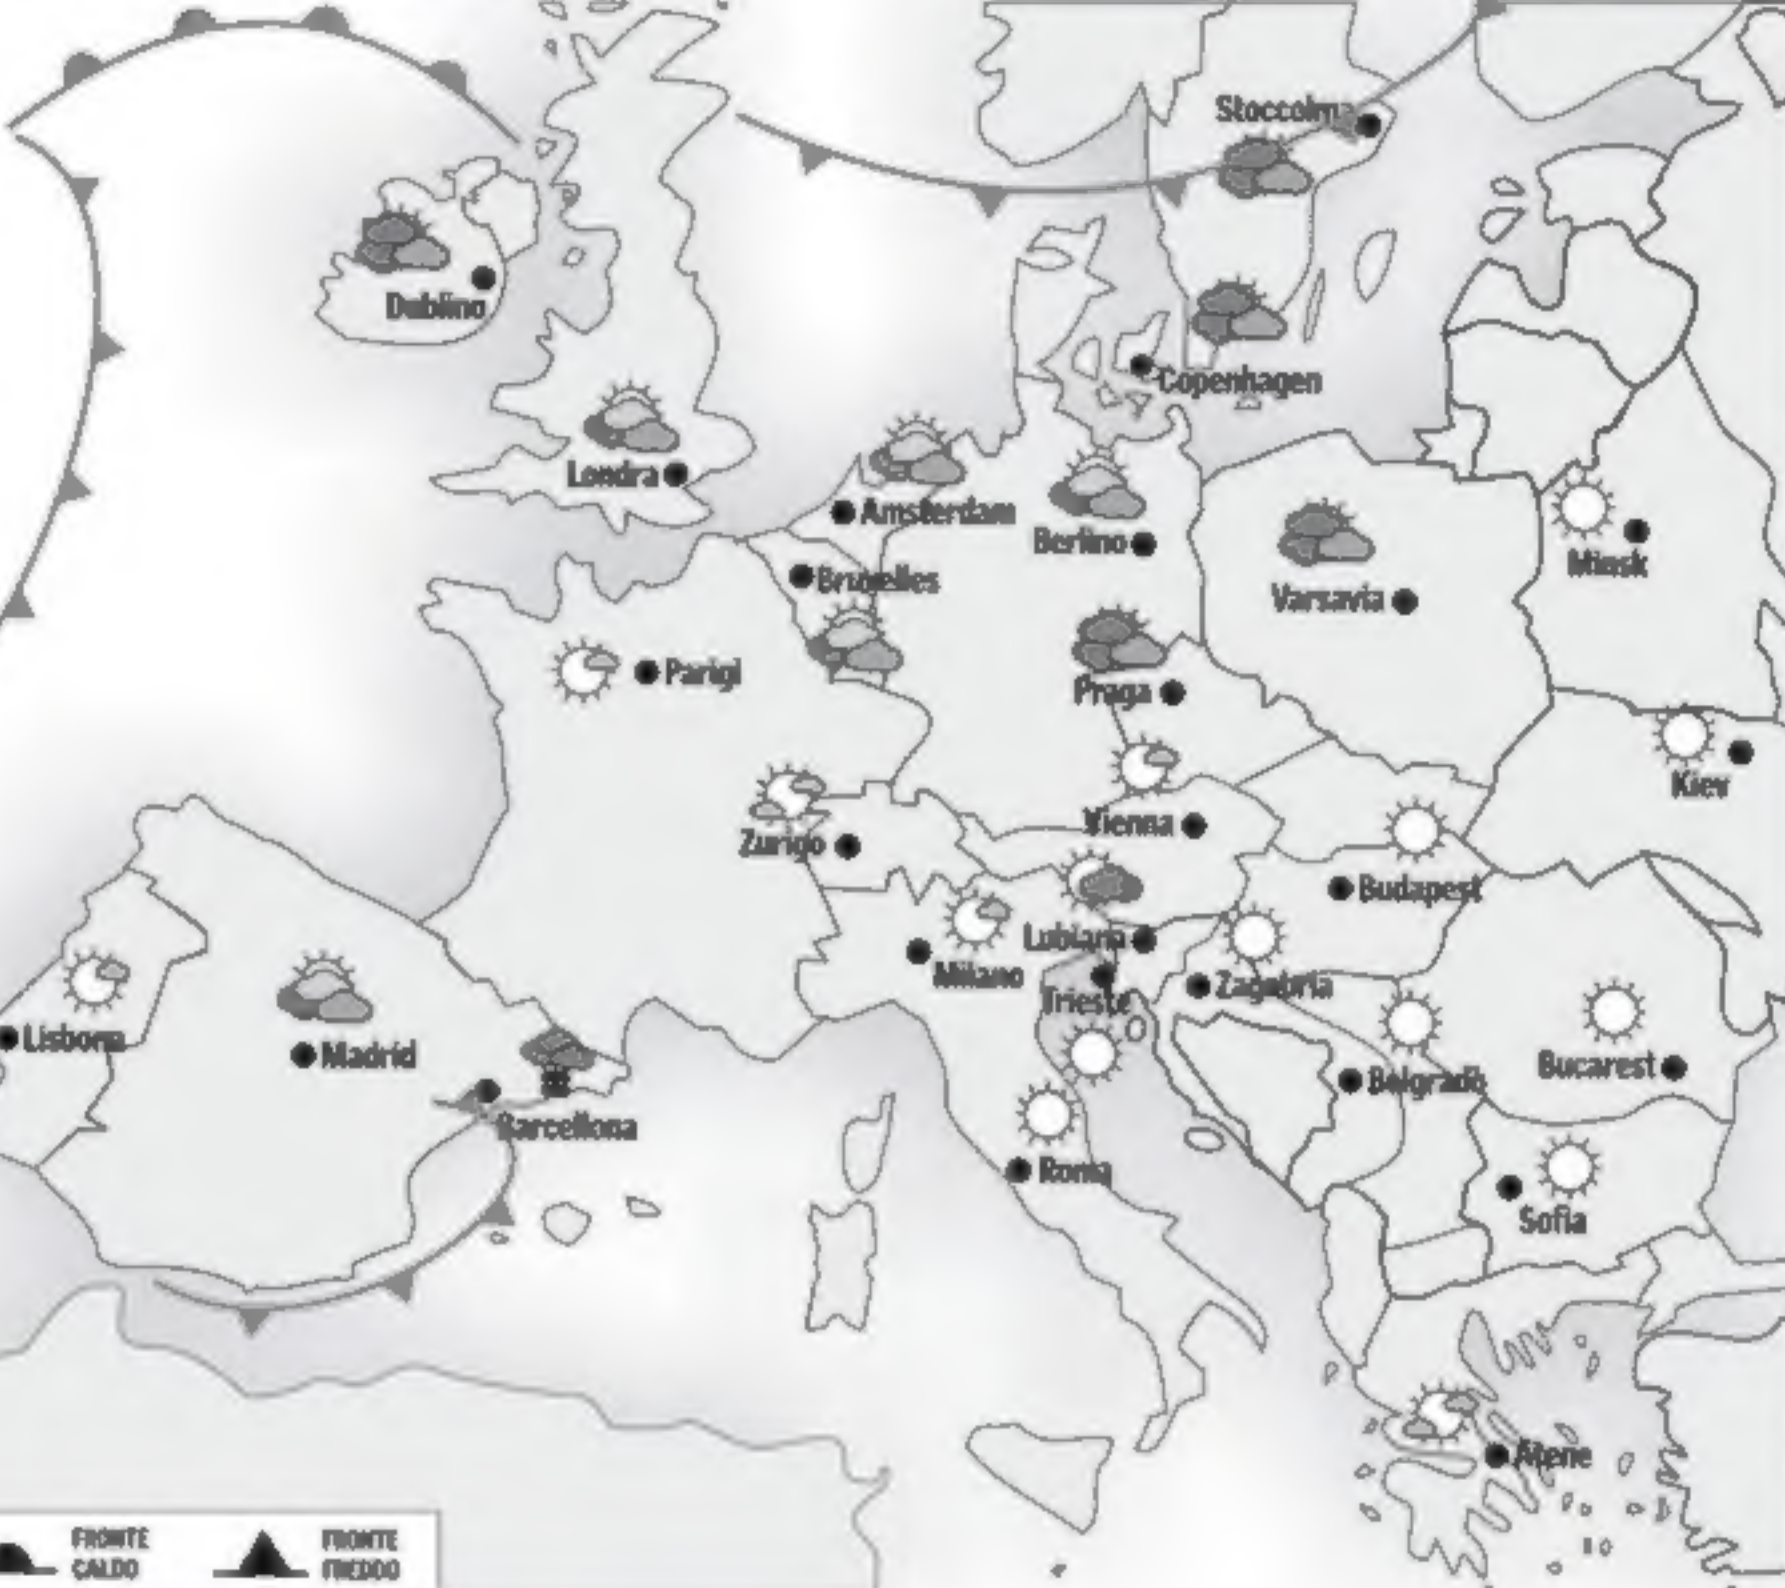 Stoccolma
Dublino
Copenhagen
Londra
Amsterdam
Berlino
Bruxelles
Minsk
Varsavia
Parigi
Praga
Kiev
Vienna
Zurigo
Budapest
Lubiana
Milano
Zagabria
Trieste
Lisbona
Madrid
Bucarest
Belgrado
Barcellona
Roma
Sofia
Atene
FRONTE
CALDO
FRONTE
FREDDO